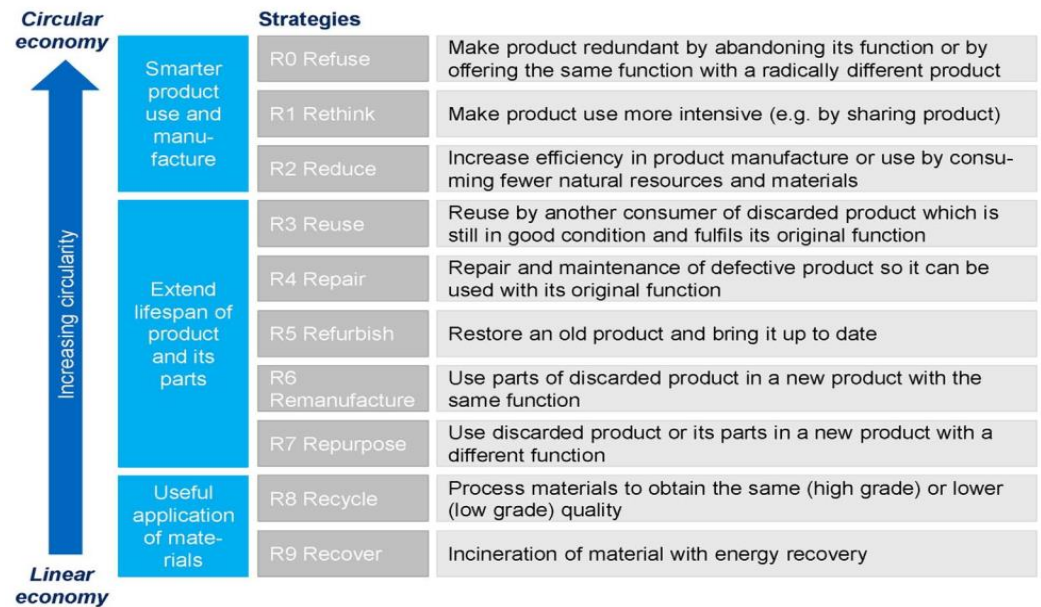 Circular
economy
Strategies
Smarter
product
use and
manu-
facture
R0 Refuse
Make product redundant by abandoning its function or by
offering the same function with a radically different product
R1 Rethink
Make product use more intensive (e.g. by sharing product)
R2 Reduce
Increase efficiency in product manufacture or use by consu-
ming fewer natural resources and materials
Increasing circularity
Extend
lifespan of
product
and its
parts
R3 Reuse
Reuse by another consumer of discarded product which is
still in good condition and fulfils its original function
R4 Repair
Repair and maintenance of defective product so it can be
used with its original function
R5 Refurbish
Restore an old product and bring it up to date
R6
Remanufacture
Use parts of discarded product in a new product with the
same function
R7 Repurpose
Use discarded product or its parts in a new product with a
different function
Useful
application
of mate-
rials
R8 Recycle
Process materials to obtain the same (high grade) or lower
(low grade) quality
R9 Recover
Incineration of material with energy recovery
Linear
economy